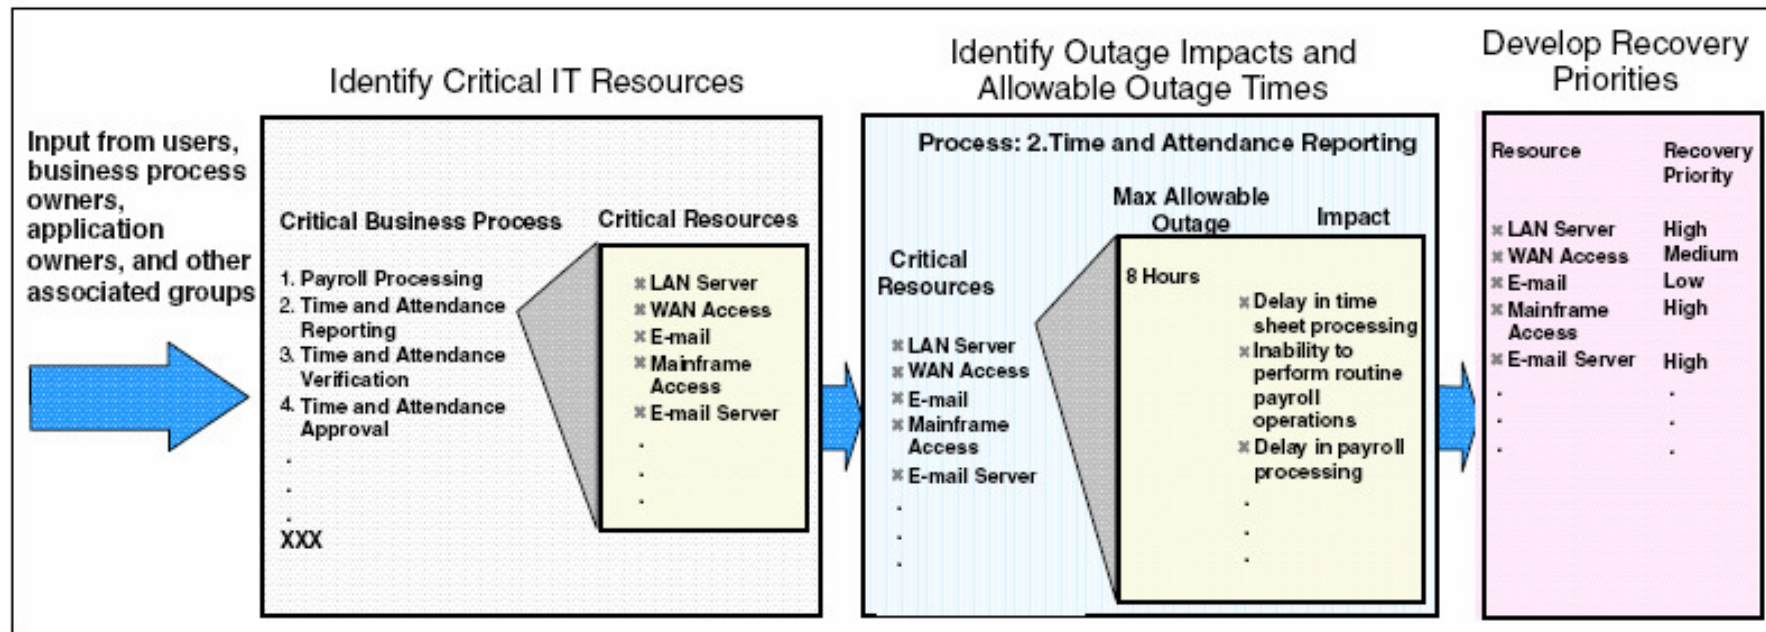 Input from users,
business process
owners,
application
owners, and other
associated groups
Identify Critical IT Resources
Critical Business Process
1. Payroll Processing
2. Time and Attendance
Reporting
3. Time and Attendance
Verification
4. Time and Attendance
Approval
.
.
.
XXX
Critical Resources
LAN Server
WAN Access
E-mail
Mainframe
Access
E-mail Server
.
.
.
Identify Outage Impacts and
Allowable Outage Times
Process: 2.Time and Attendance Reporting
Critical
Resources
LAN Server
WAN Access
E-mail
Mainframe
Access
E-mail Server
.
.
.
Max Allowable
Outage
8 Hours
Impact
Delay in time
sheet processing
Inability to
perform routine
payroll
operations
Delay in payroll
processing
.
.
.
Develop Recovery
Priorities
Resource Recovery
Priority
LAN Server High
WAN Access Medium
E-mail Low
Mainframe High
Access
E-mail Server High
. .
. .
. .